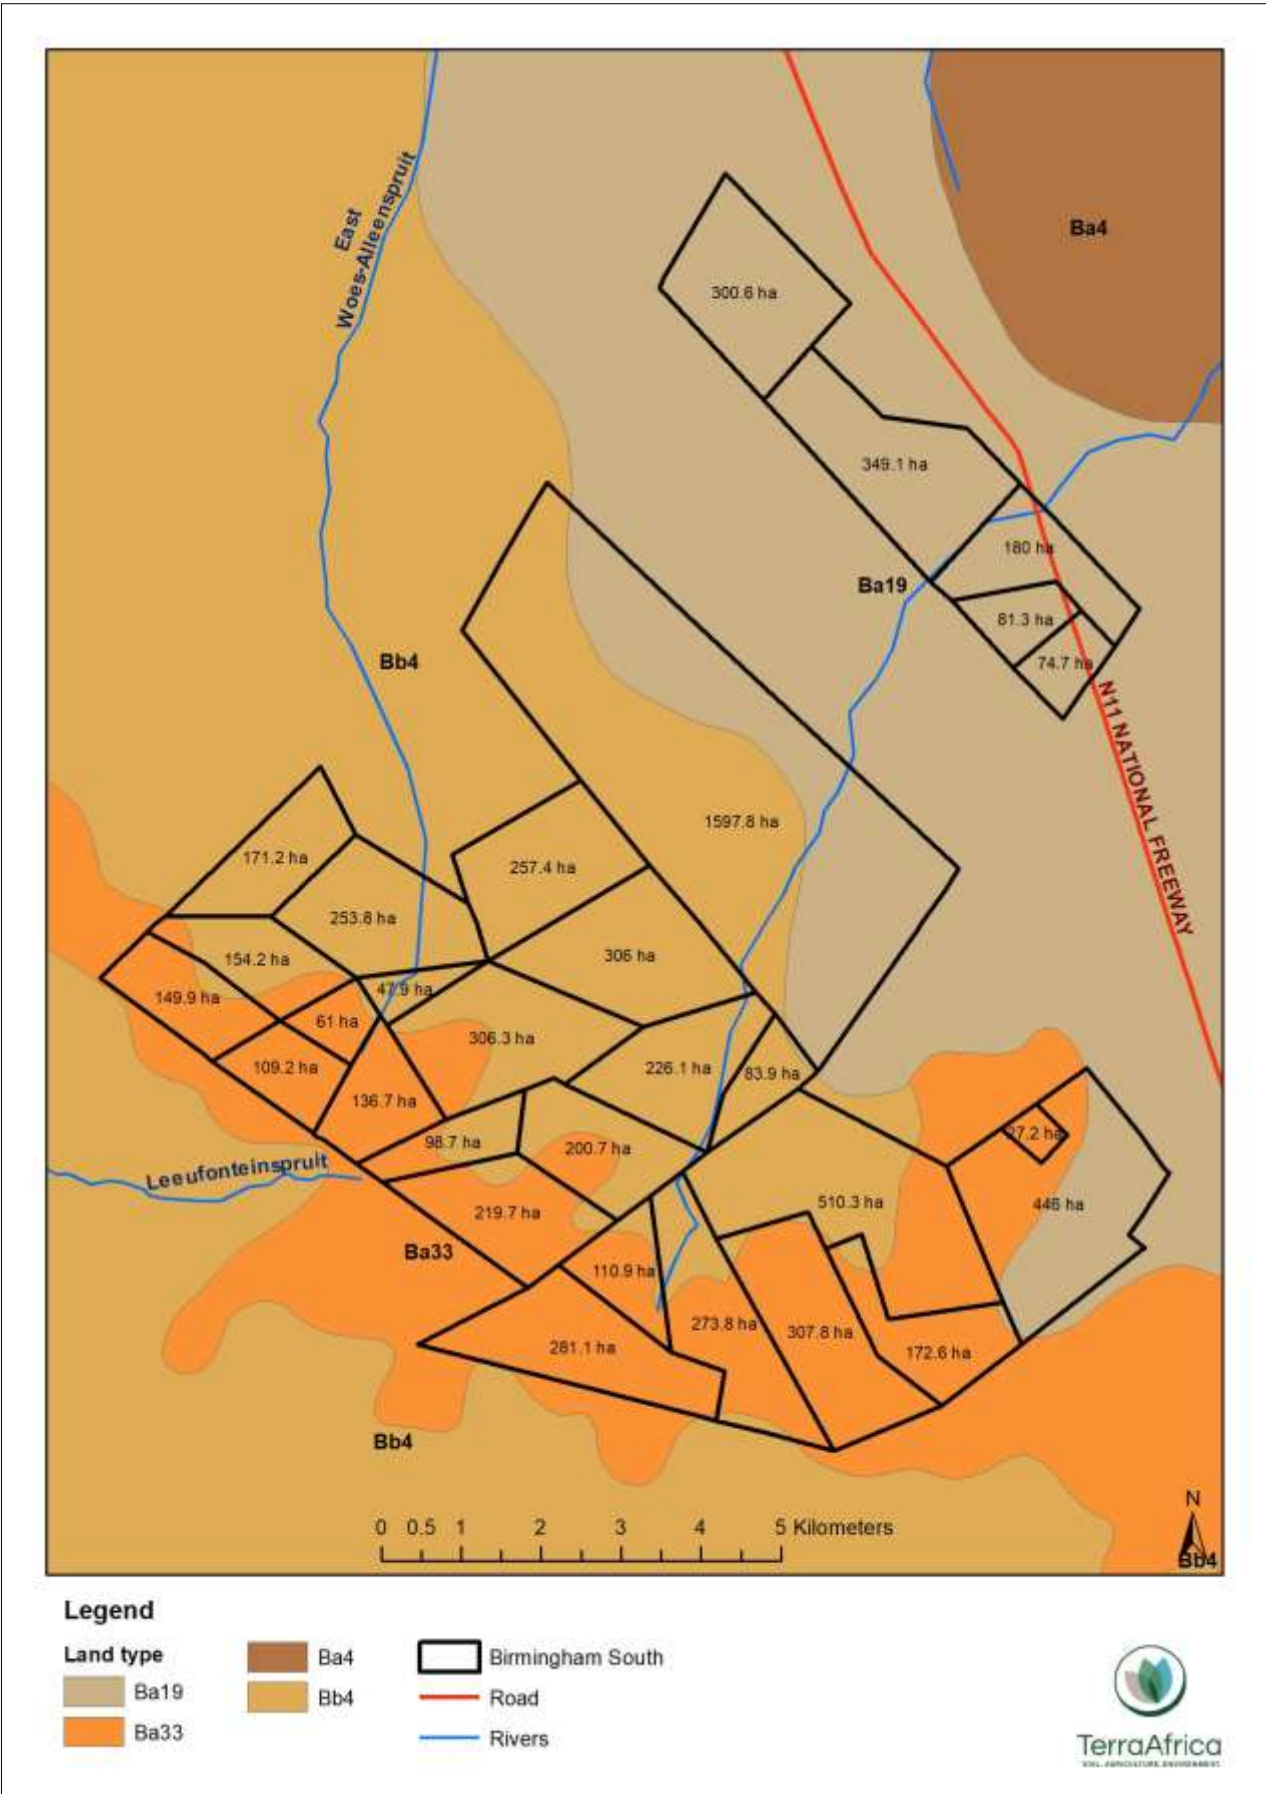 East
Woes-Alleenspruit
Ba4
300.6 ha
349.1 ha
180 ha
Ba19
81.3 ha
74.7 ha
Bb4
N11 NATIONAL FREEWAY
1597.8 ha
171.2 ha
257.4 ha
253.8 ha
306 ha
154.2 ha
47.9 ha
149.9 ha
61 ha
306.3 ha
109.2 ha
226.1 ha
83.9 ha
136.7 ha
27.2 ha
98.7 ha
200.7 ha
Leeufonteinspruit
510.3 ha
446 ha
219.7 ha
Ba33
110.9 ha
273.8 ha
307.8 ha
281.1 ha
172.6 ha
Bb4
N
0 0.5 1 2 3 4 5 Kilometers
Bb4
Legend
Land type
Ba19
Ba33
Ba4
Bb4
Birmingham South
Road
Rivers
TerraAfrica
SOIL. AGRICULTURE. ENVIRONMENT.